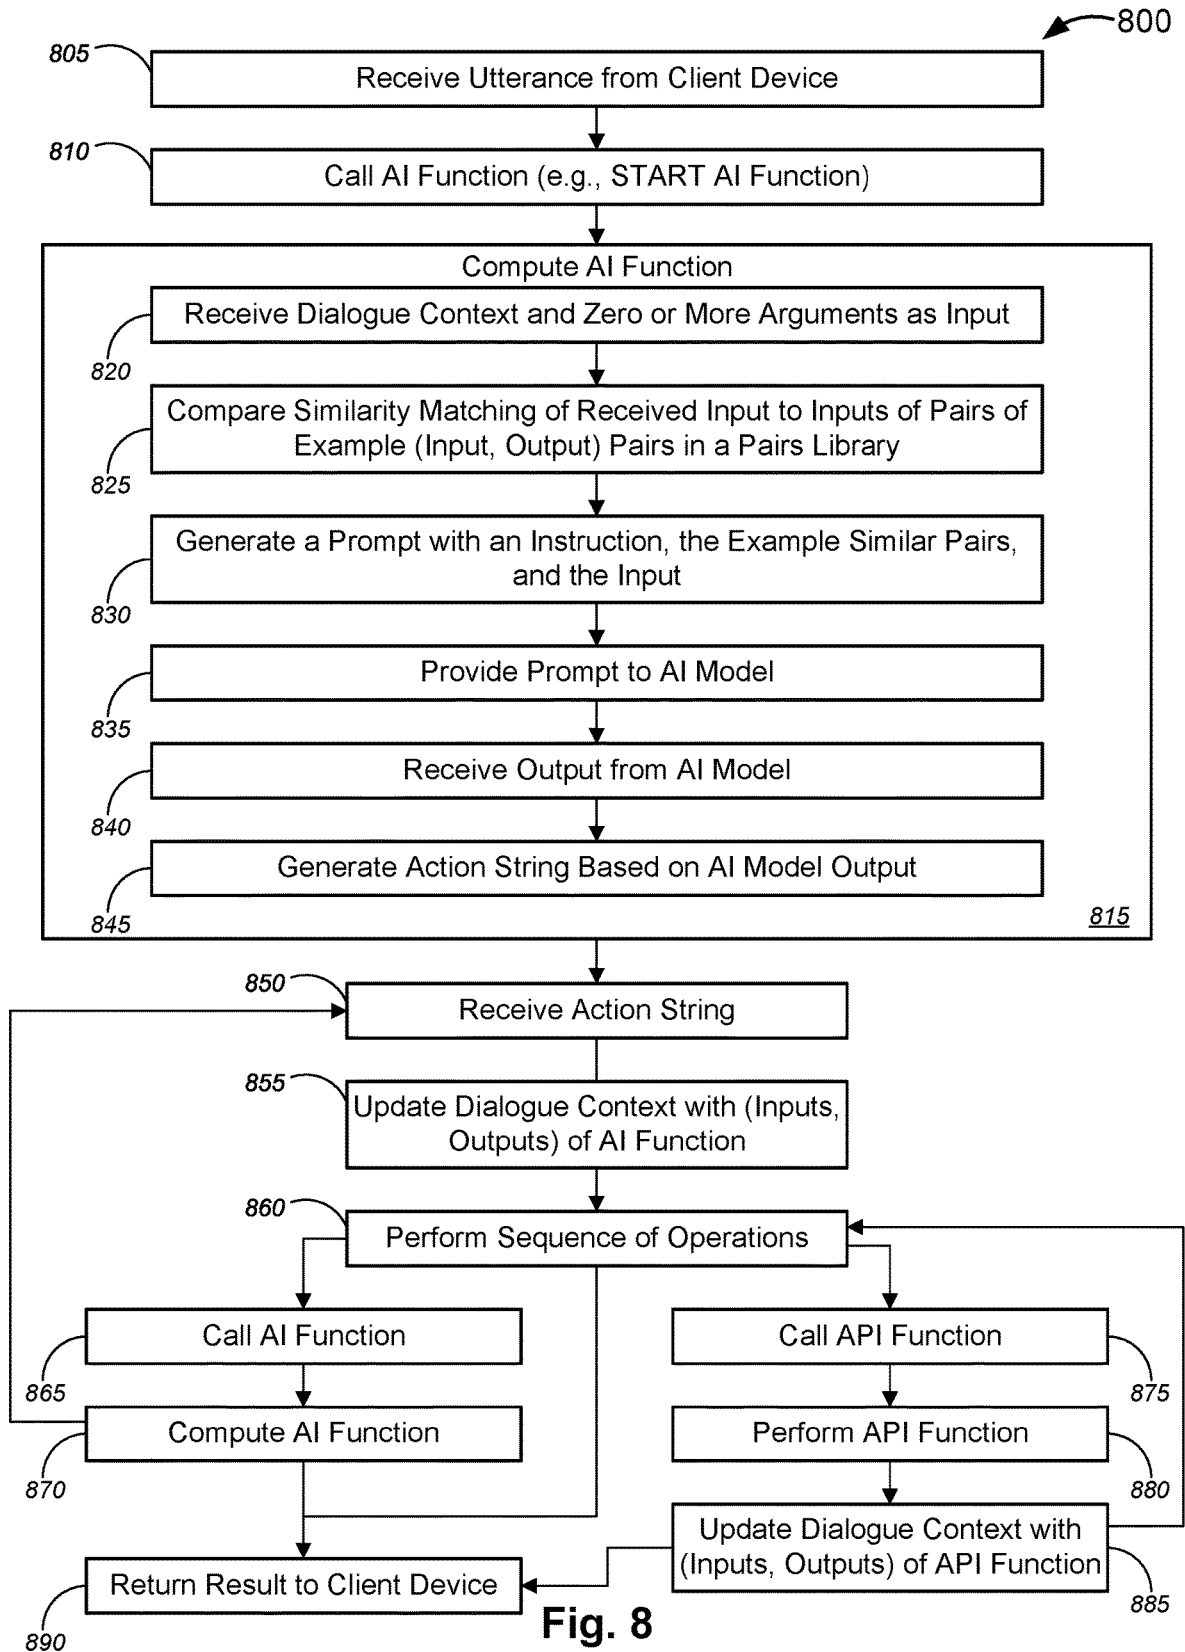 800
805
Receive Utterance from Client Device
810
Call AI Function (e.g., START AI Function)
Compute AI Function
Receive Dialogue Context and Zero or More Arguments as Input
820
Compare Similarity Matching of Received Input to Inputs of Pairs of
Example (Input, Output) Pairs in a Pairs Library
825
Generate a Prompt with an Instruction, the Example Similar Pairs,
and the Input
830
Provide Prompt to AI Model
835
Receive Output from AI Model
840
Generate Action String Based on AI Model Output
845
815
850
Receive Action String
855
Update Dialogue Context with (Inputs,
Outputs) of AI Function
860
Perform Sequence of Operations
Call AI Function
865
Call API Function
875
Compute AI Function
870
Perform API Function
880
Update Dialogue Context with
(Inputs, Outputs) of API Function
885
Return Result to Client Device
890
Fig. 8